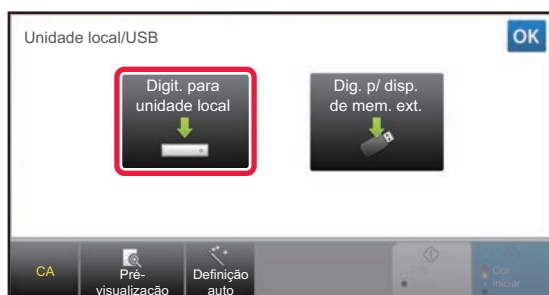 Unidade local/USB
OK
Digit. para
unidade local
Dig. p/ disp.
de mem. ext.
CA
Pré-
visualização
Definição
auto
Cor
Iniciar